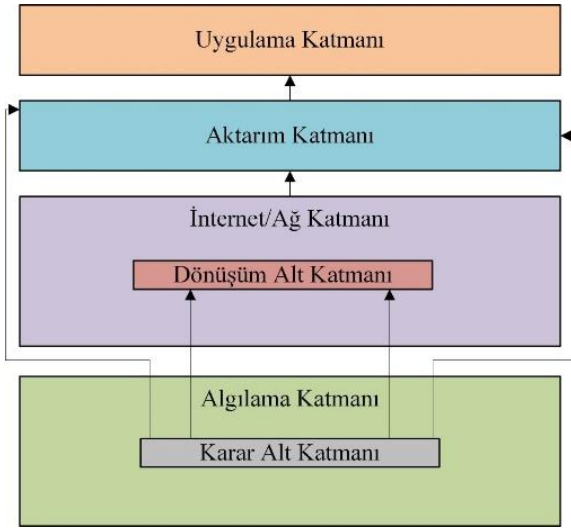 Uygulama Katmanı
Aktarım Katmanı
İnternet/Ağ Katmanı
Dönüşüm Alt Katmanı
Algılama Katmanı
Karar Alt Katmanı